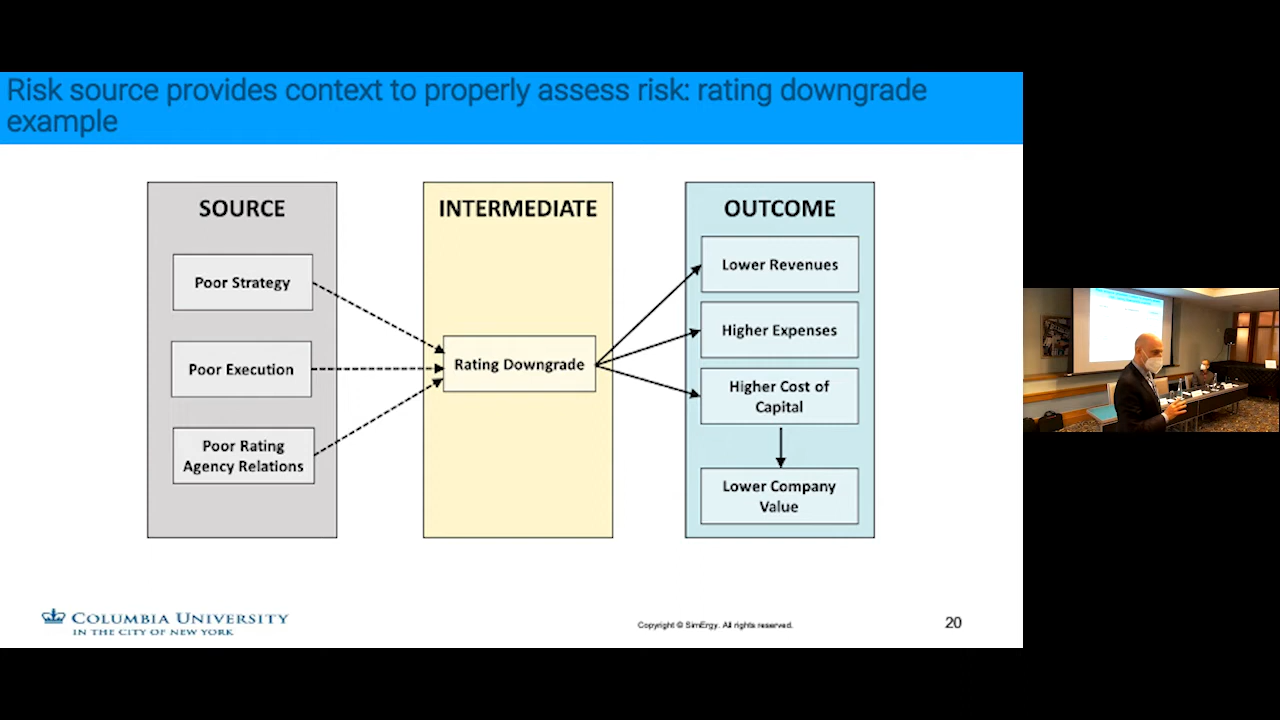 Risk source provides context to properly assess risk: rating downgrade
example
SOURCE
Poor Strategy
Poor Execution
Poor Rating
Agency Relations
INTERMEDIATE
Rating Downgrade
OUTCOME
Lower Revenues
Higher Expenses
Higher Cost of
Capital
Lower Company
Value
COLUMBIA UNIVERSITY
IN THE CITY OF NEW YORK
Copyright © SimErgy. All rights reserved.
20